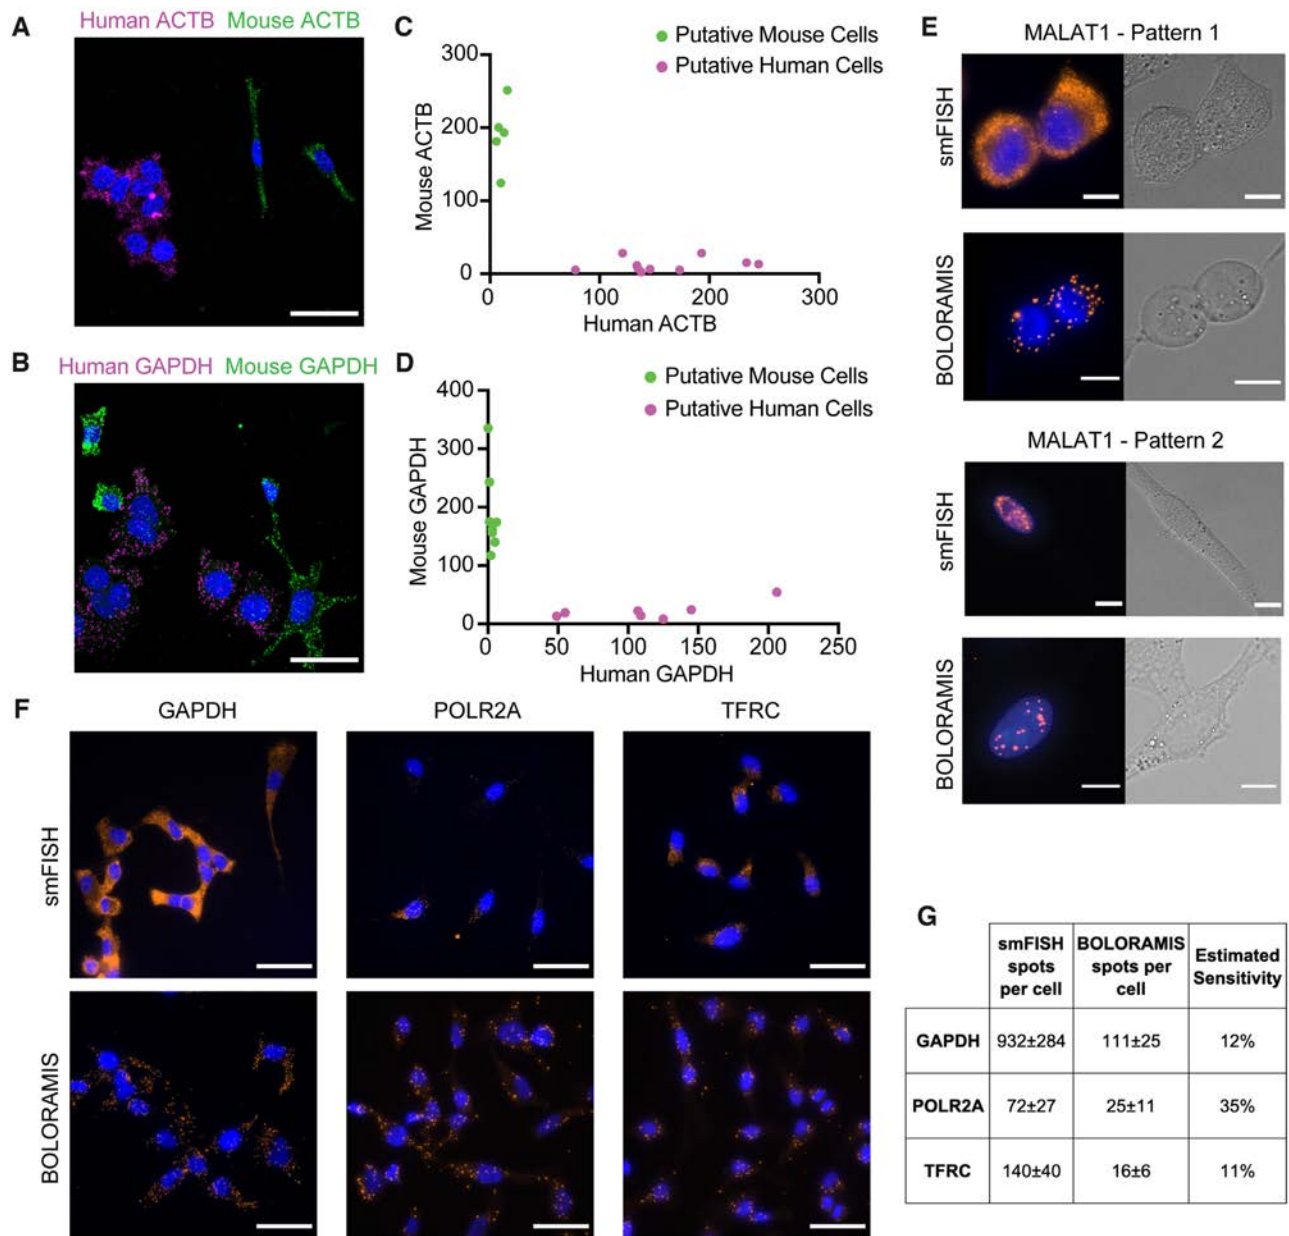 A
Human ACTB Mouse ACTB
B
Human GAPDH Mouse GAPDH
C
Putative Mouse Cells
Putative Human Cells
Mouse ACTB
300
200
100
0
0 100 200 300
Human ACTB
D
Putative Mouse Cells
Putative Human Cells
Mouse GAPDH
400
300
200
100
0
0 50 100 150 200 250
Human GAPDH
E
MALAT1 - Pattern 1
smFISH
BOLORAMIS
MALAT1 - Pattern 2
smFISH
BOLORAMIS
F
GAPDH POLR2A TFRC
smFISH
BOLORAMIS
G
smFISH spots per cell BOLORAMIS spots per cell Estimated Sensitivity
GAPDH 932±284 111±25 12%
POLR2A 72±27 25±11 35%
TFRC 140±40 16±6 11%